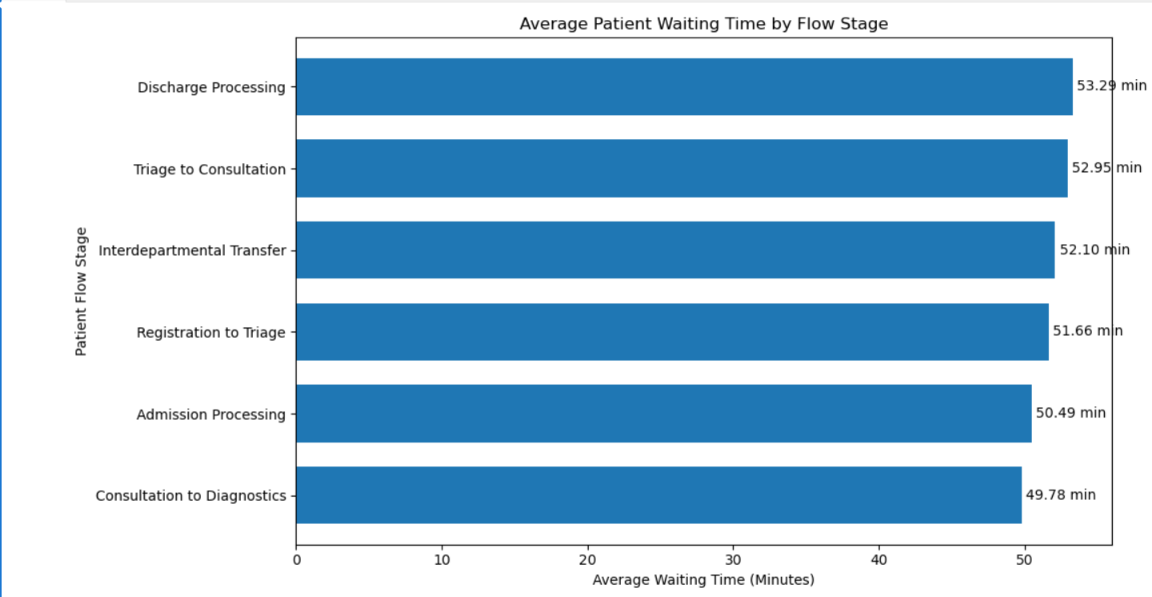 Average Patient Waiting Time by Flow Stage
Patient Flow Stage
Discharge Processing
53.29 min
Triage to Consultation
52.95 min
Interdepartmental Transfer
52.10 min
Registration to Triage
51.66 min
Admission Processing
50.49 min
Consultation to Diagnostics
49.78 min
0 10 20 30 40 50
Average Waiting Time (Minutes)